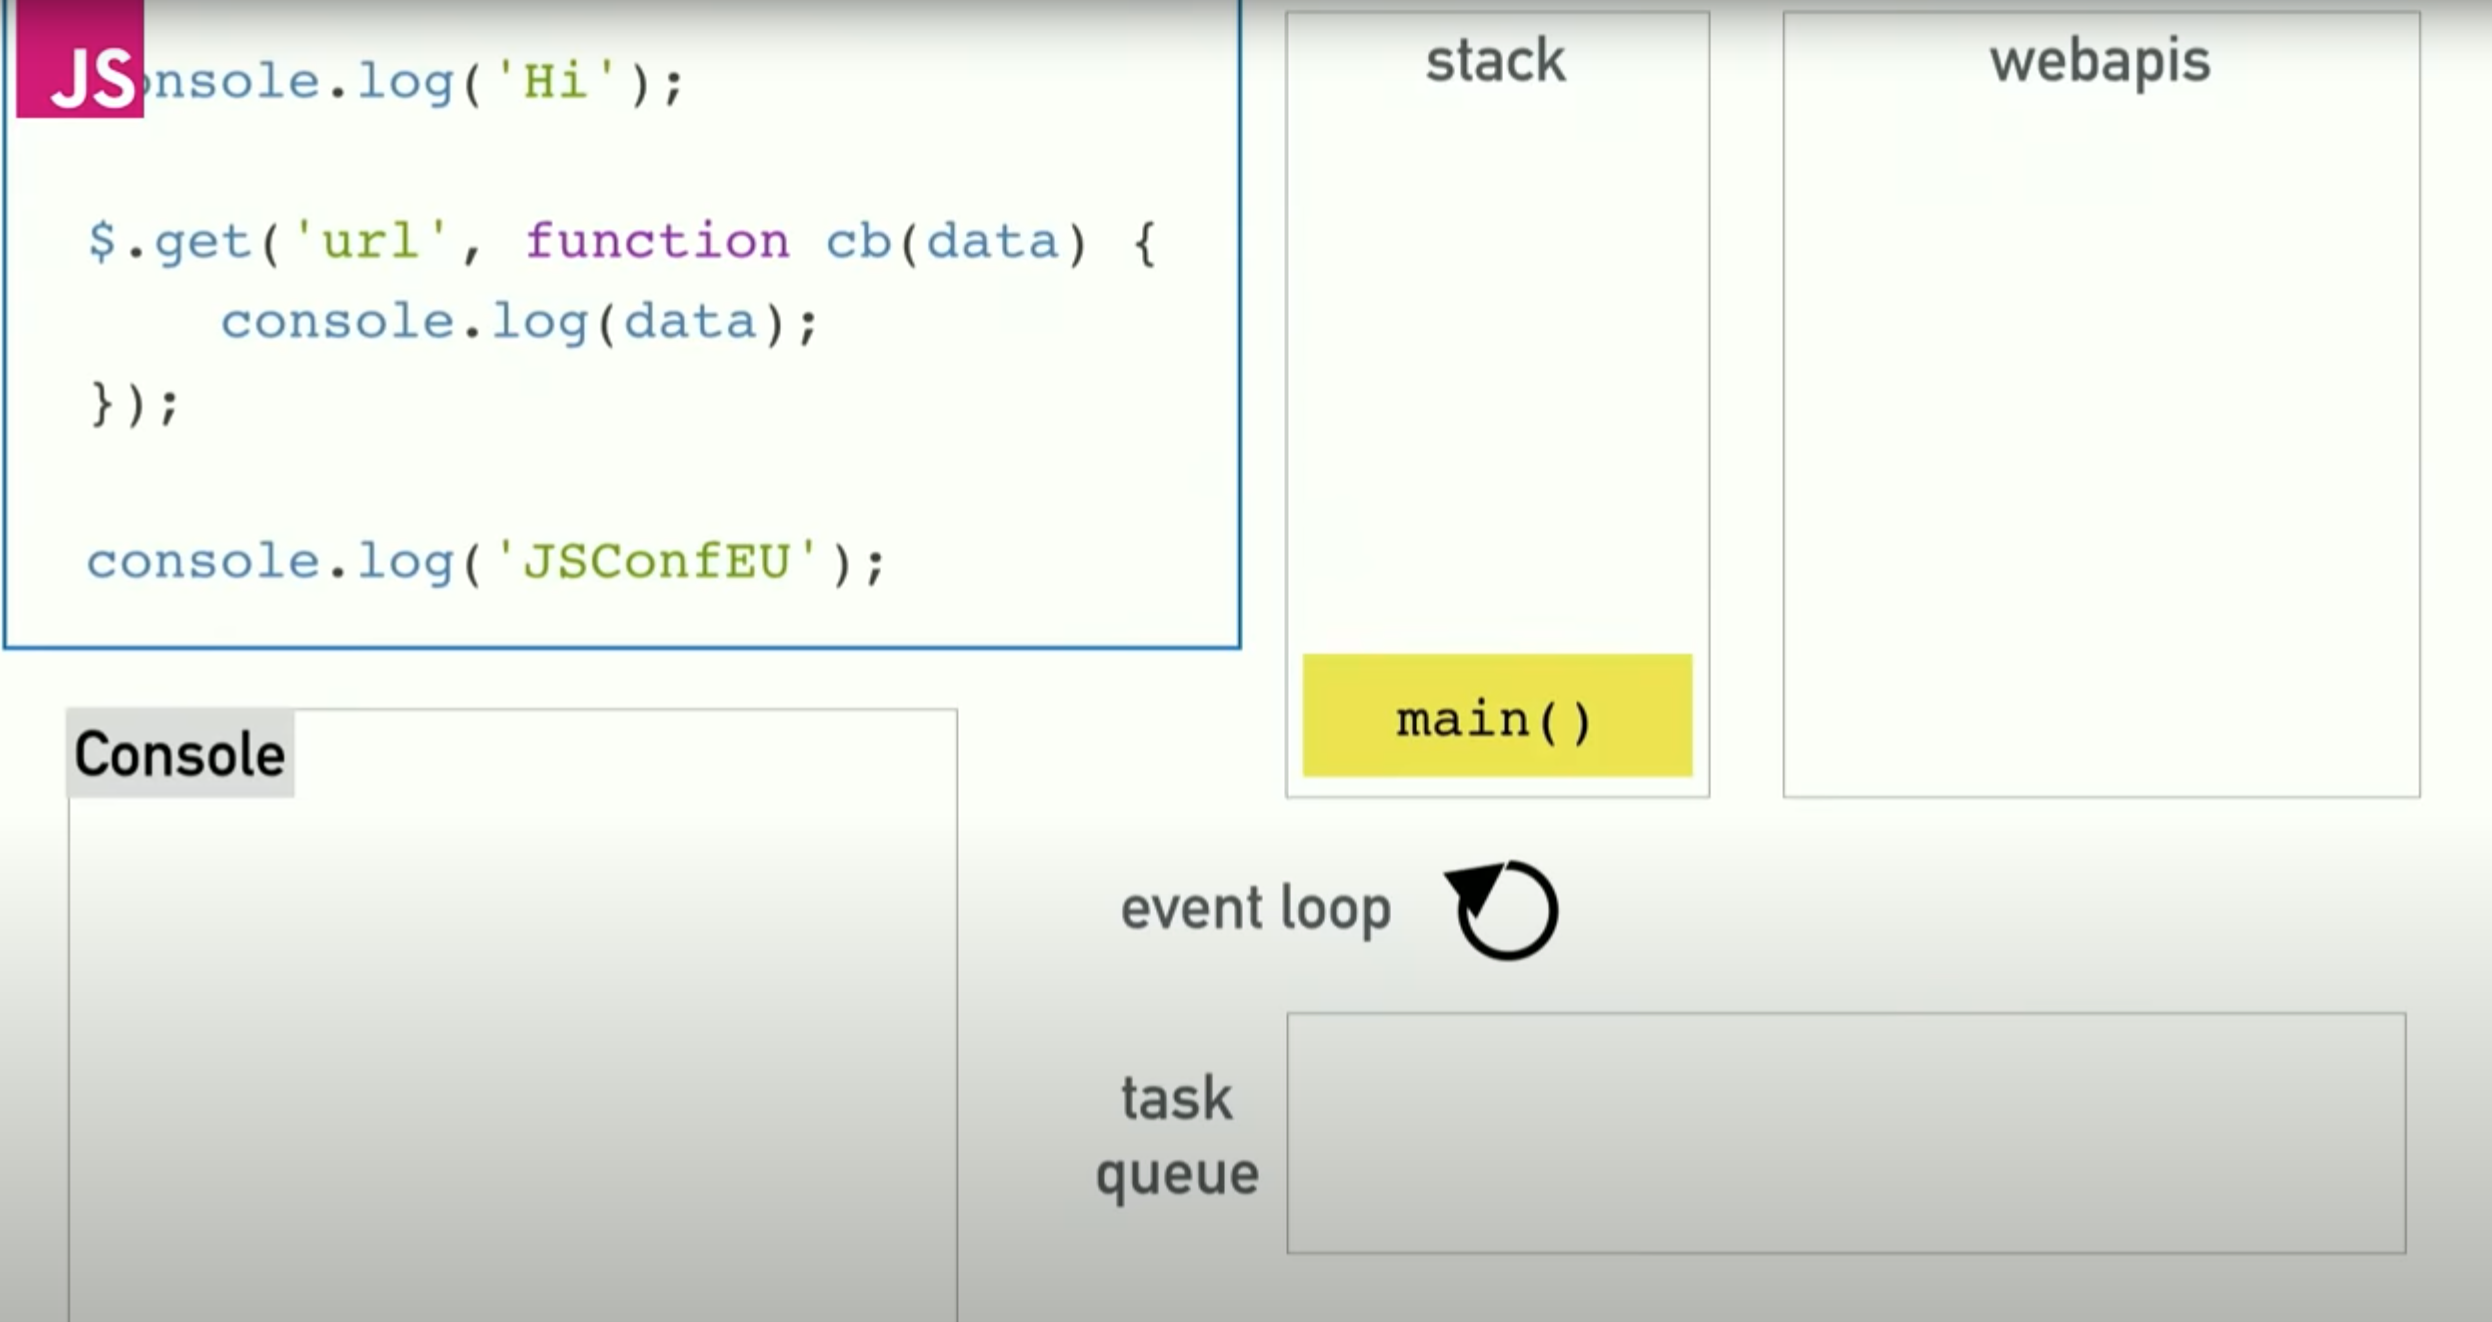 JS
onsole.log('Hi');
$.get('url', function cb(data) {
console.log(data);
});
console.log('JSConfEU');
stack
webapis
main()
Console
event loop
task
queue